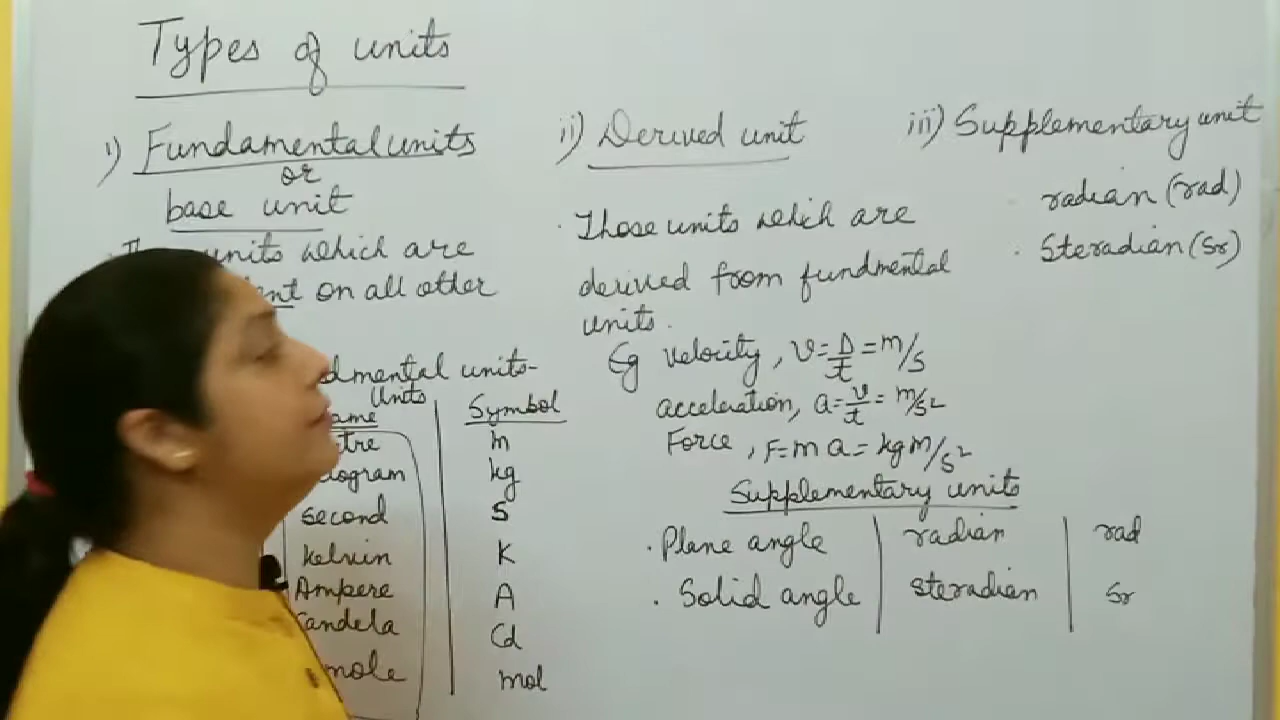 Types of units
i) Fundamental units
or
base unit
units which are
on all other
units-
Units
Symbol
m
kg
second S
Kelvin K
Ampere A
Candela Cd
mole mol
ii) Derived unit
· Those units which are
derived from fundmental
units.
Eg Velocity, v = D/t = m/s
acceleration, a = v/t = m/s²
Force, F = m a = kg m/s²
Supplementary units
· Plane angle radian rad
· Solid angle steradian Sr
iii) Supplementary unit
· radian (rad)
· Steradian (Sr)